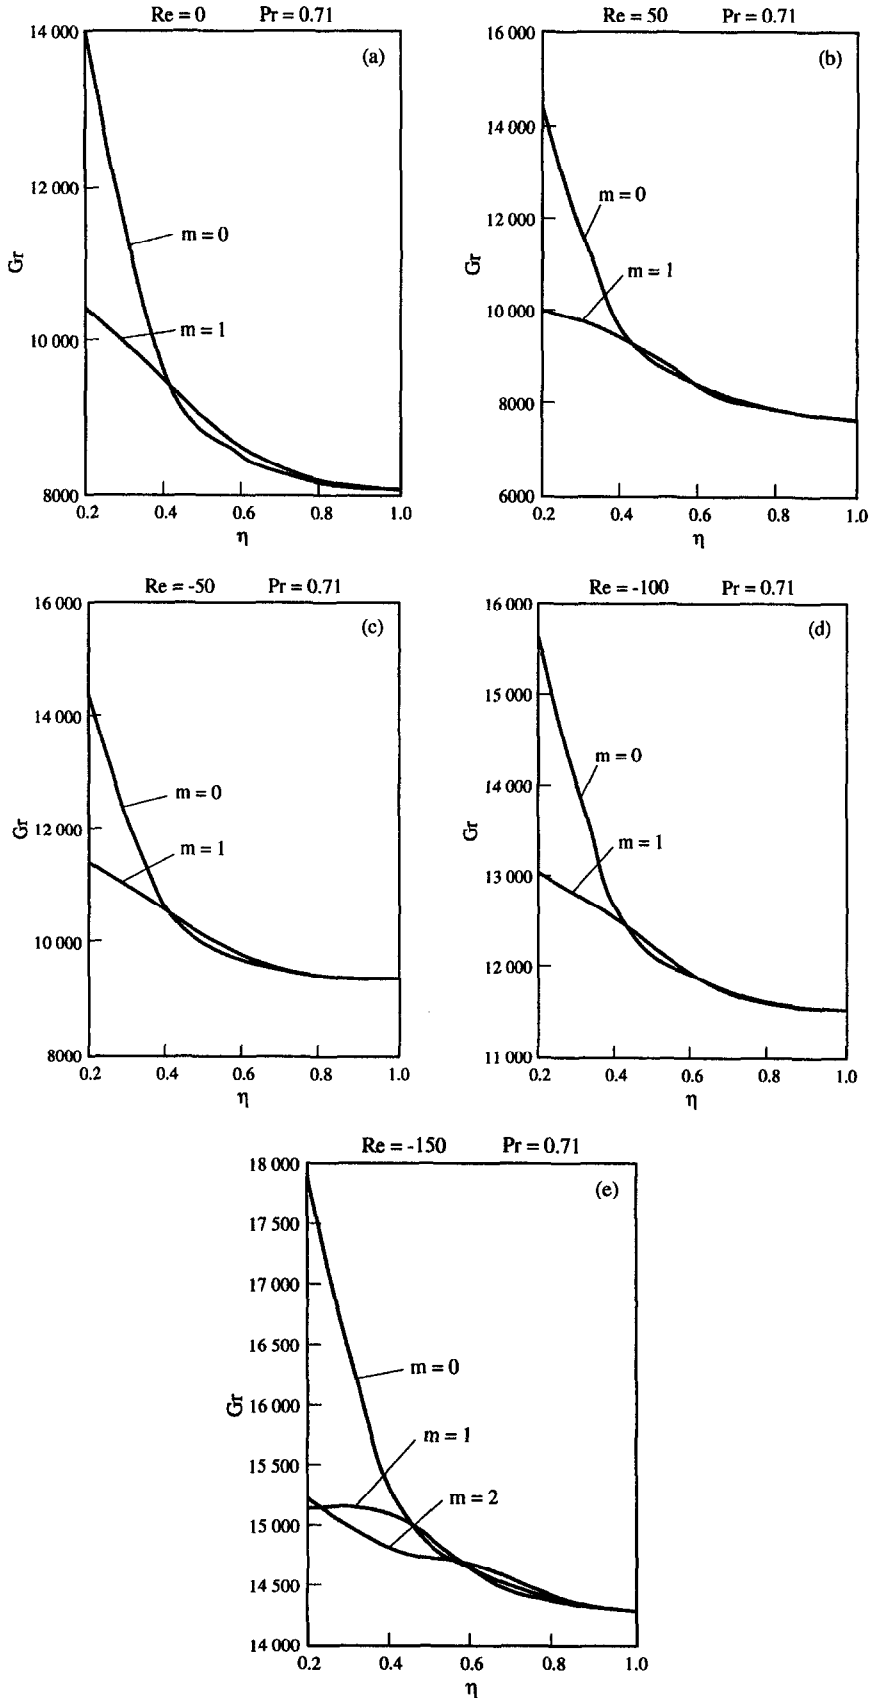 Re = 0 Pr = 0.71
14 000
(a)
12 000
m = 0
Gr
m = 1
10 000
8000
0.2 0.4 0.6 0.8 1.0
η
Re = 50 Pr = 0.71
16 000
(b)
14 000
m = 0
Gr
m = 1
10 000
12 000
8000
6000
0.2 0.4 0.6 0.8 1.0
η
Re = -50 Pr = 0.71
16 000
(c)
14 000
m = 0
12 000
Gr
m = 1
10 000
8000
0.2 0.4 0.6 0.8 1.0
η
Re = -100 Pr = 0.71
16 000
(d)
15 000
m = 0
14 000
Gr
m = 1
13 000
12 000
11 000
0.2 0.4 0.6 0.8 1.0
η
Re = -150 Pr = 0.71
18 000
(e)
17 500
17 000
16 500
m = 0
Gr
16 000
m = 1
15 500
m = 2
15 000
14 500
14 000
0.2 0.4 0.6 0.8 1.0
η